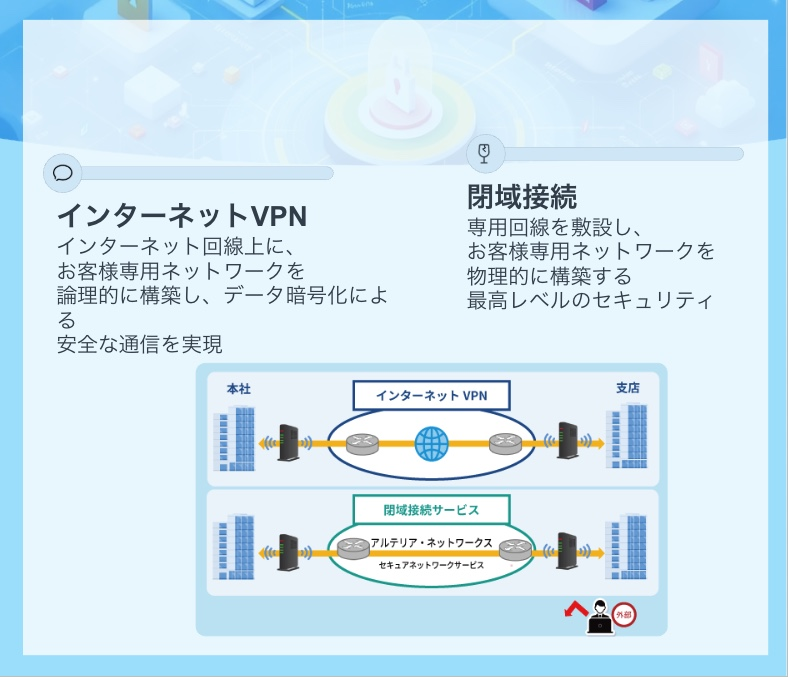 インターネットVPN
インターネット回線上に、
お客様専用ネットワークを
論理的に構築し、データ暗号化によ
る
安全な通信を実現
閉域接続
専用回線を敷設し、
お客様専用ネットワークを
物理的に構築する
最高レベルのセキュリティ
本社
インターネット VPN
支店
閉域接続サービス
アルテリア・ネットワークス
セキュアネットワークサービス
外部